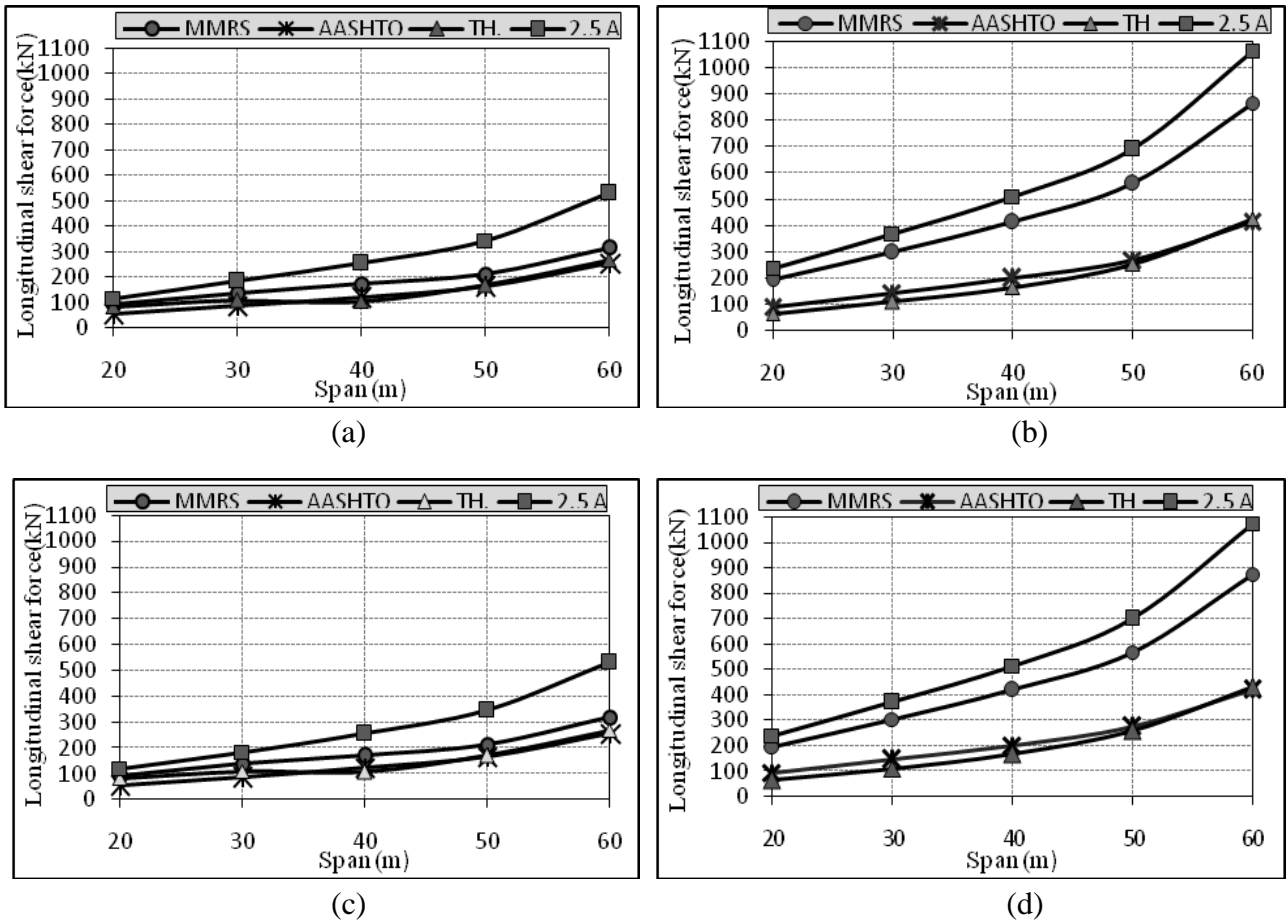 MMRS AASHTO TH. 2.5 A
Longitudinal shear force(kN)
1100
1000
900
800
700
600
500
400
300
200
100
0
20 30 40 50 60
Span (m)
(a)
MMRS AASHTO TH 2.5 A
Longitudinal shear force(kN)
1100
1000
900
800
700
600
500
400
300
200
100
0
20 30 40 50 60
Span (m)
(b)
MMRS AASHTO TH. 2.5 A
Longitudinal shear force(kN)
1100
1000
900
800
700
600
500
400
300
200
100
0
20 30 40 50 60
Span (m)
(c)
MMRS AASHTO TH 2.5 A
Longitudinal shear force(kN)
1100
1000
900
800
700
600
500
400
300
200
100
0
20 30 40 50 60
Span (m)
(d)